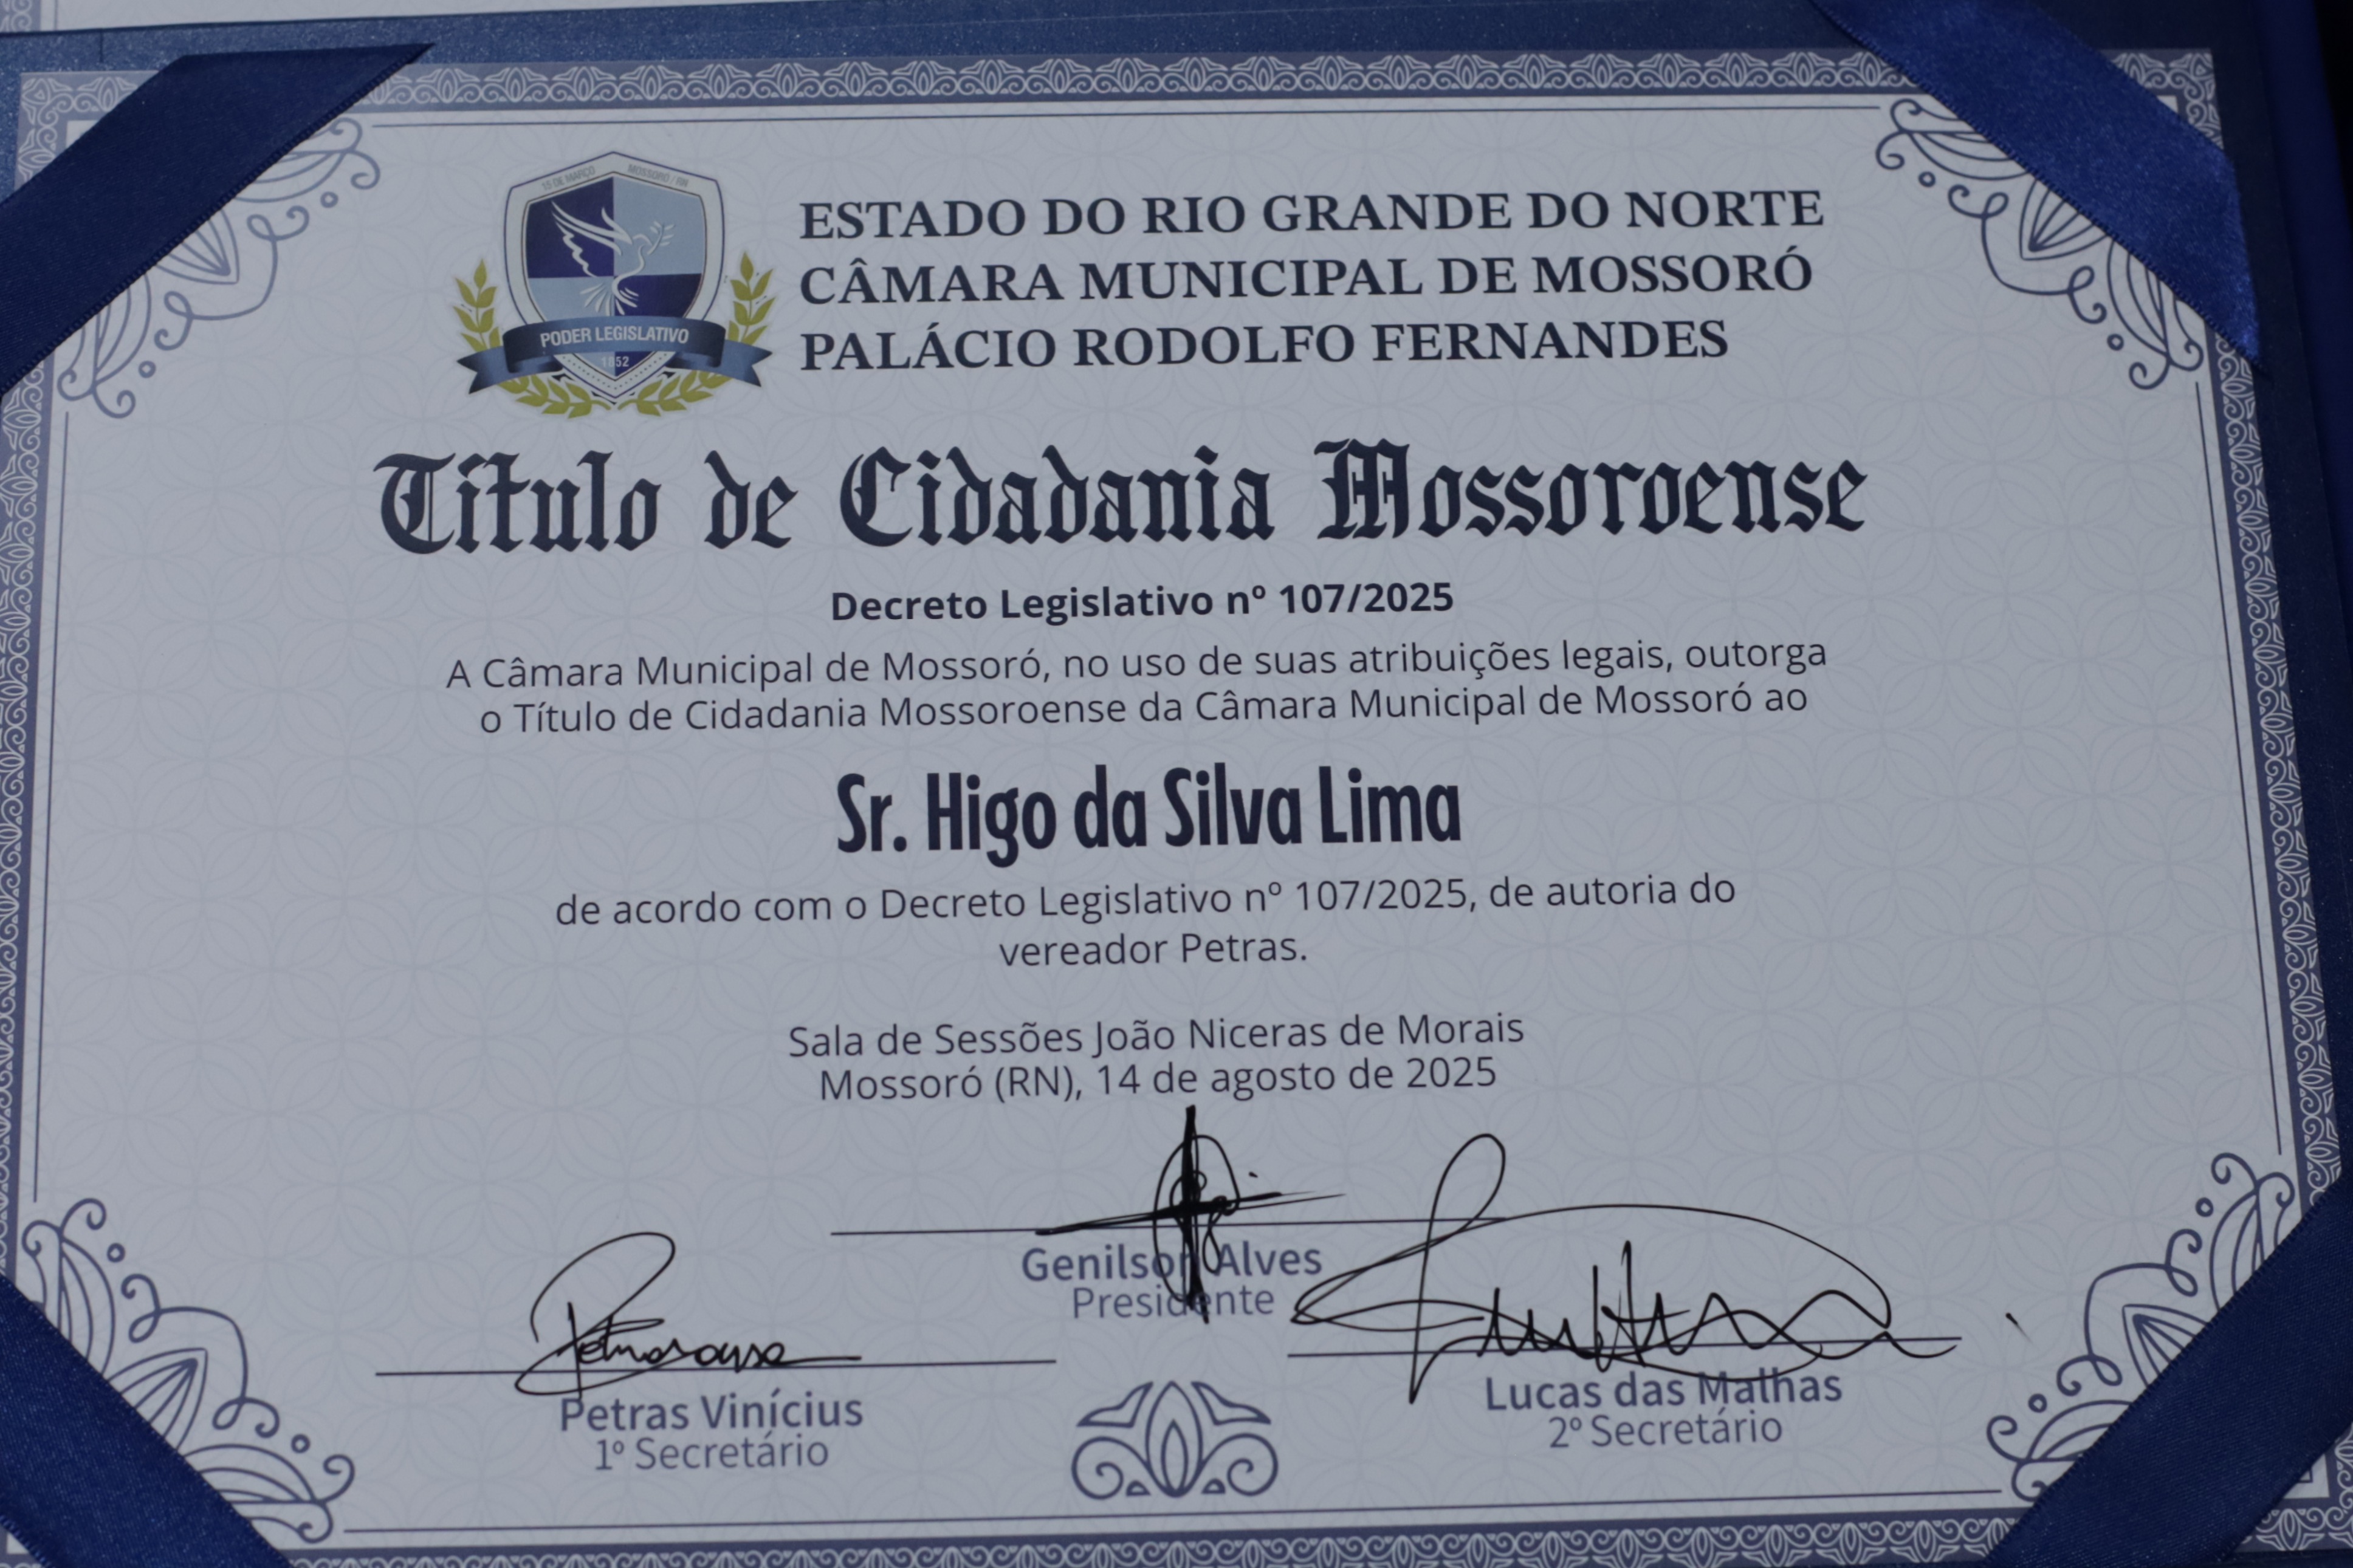 15 DE MARÇO MOSSORÓ / RN
PODER LEGISLATIVO
1852
ESTADO DO RIO GRANDE DO NORTE
CÂMARA MUNICIPAL DE MOSSORÓ
PALÁCIO RODOLFO FERNANDES
Título de Cidadania Mossoroense
Decreto Legislativo nº 107/2025
A Câmara Municipal de Mossoró, no uso de suas atribuições legais, outorga
o Título de Cidadania Mossoroense da Câmara Municipal de Mossoró ao
Sr. Higo da Silva Lima
de acordo com o Decreto Legislativo nº 107/2025, de autoria do
vereador Petras.
Sala de Sessões João Niceras de Morais
Mossoró (RN), 14 de agosto de 2025
Genilson Alves
Presidente
Petras Vinícius
1º Secretário
Lucas das Malhas
2º Secretário